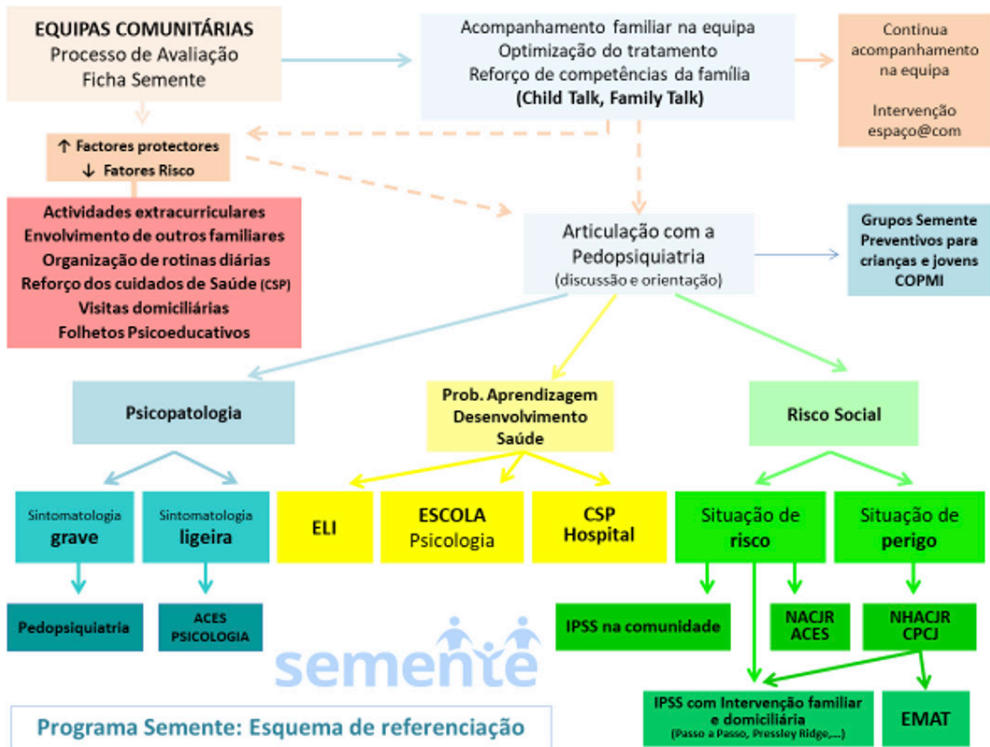 EQUIPAS COMUNITÁRIAS
Processo de Avaliação
Ficha Semente
Acompanhamento familiar na equipa
Optimização do tratamento
Reforço de competências da família
(Child Talk, Family Talk)
Continua
acompanhamento
na equipa
Intervenção
espaço@com
↑ Factores protectores
↓ Fatores Risco
Actividades extracurriculares
Envolvimento de outros familiares
Organização de rotinas diárias
Reforço dos cuidados de Saúde (CSP)
Visitas domiciliárias
Folhetos Psicoeducativos
Articulação com a
Pedopsiquiatria
(discussão e orientação)
Grupos Semente
Preventivos para
crianças e jovens
COPMI
Psicopatologia
Prob. Aprendizagem
Desenvolvimento
Saúde
Risco Social
Sintomatologia
grave
Sintomatologia
ligeira
ELI
ESCOLA
Psicologia
CSP
Hospital
Situação de
risco
Situação de
perigo
Pedopsiquiatria
ACES
PSICOLOGIA
IPSS na comunidade
NACJR
ACES
NHACJR
CPCJ
semente
IPSS com Intervenção familiar
e domiciliária
(Passo a Passo, Pressley Ridge,...)
EMAT
Programa Semente: Esquema de referenciação